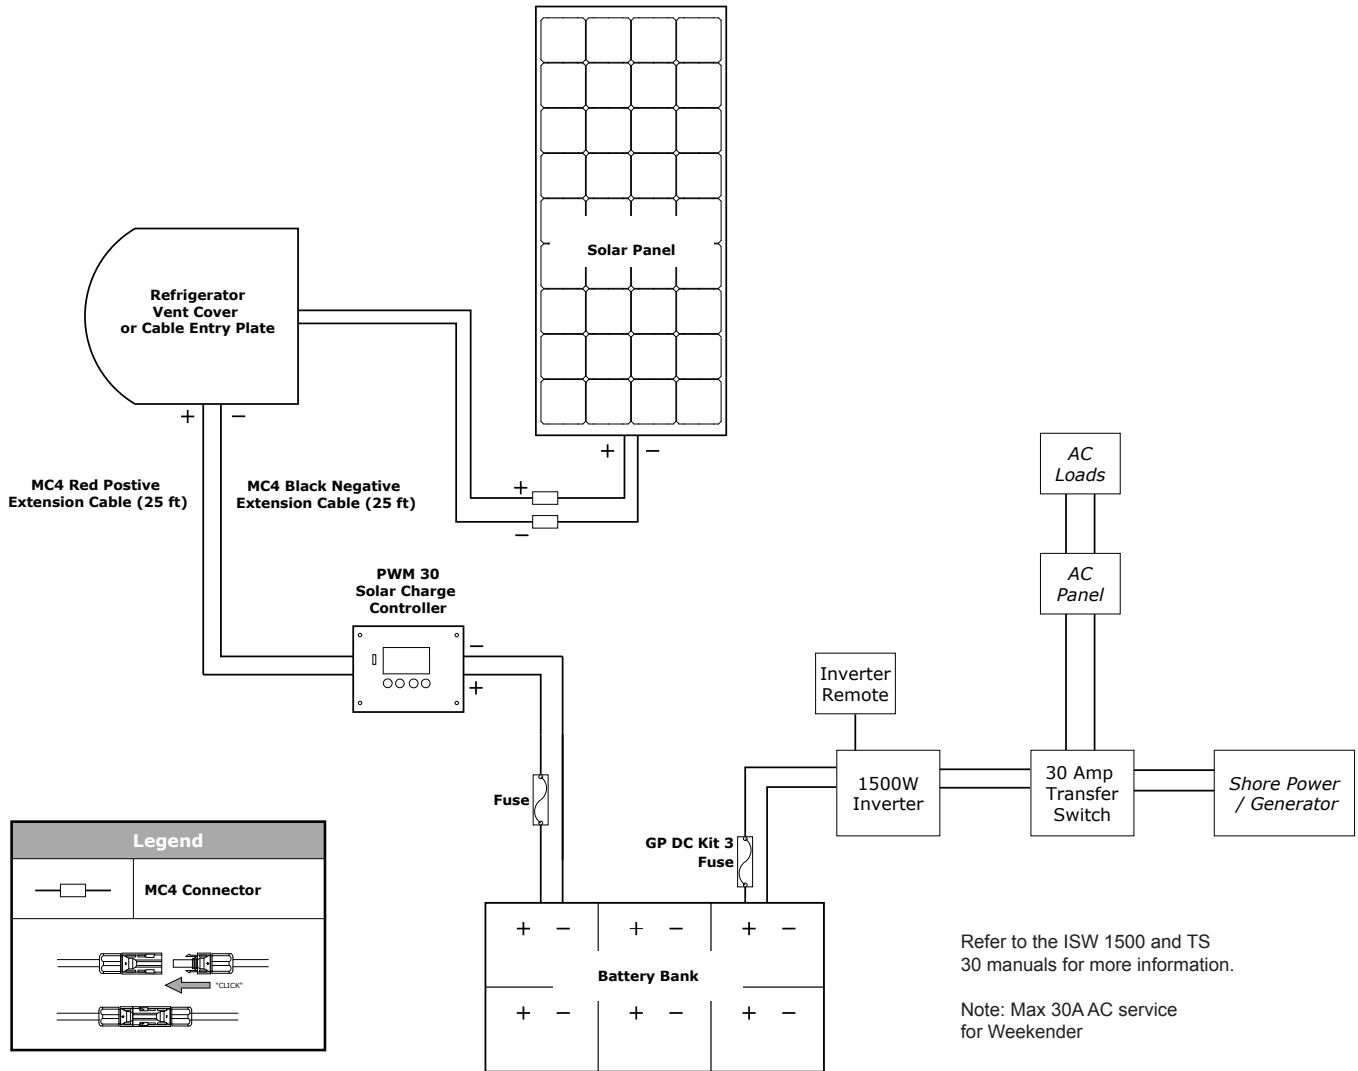 Solar Panel
Refrigerator
Vent Cover
or Cable Entry Plate
+ −
+ −
MC4 Red Postive
Extension Cable (25 ft)
MC4 Black Negative
Extension Cable (25 ft)
+
−
PWM 30
Solar Charge
Controller
−
+
Fuse
AC
Loads
AC
Panel
Inverter
Remote
1500W
Inverter
30 Amp
Transfer
Switch
Shore Power
/ Generator
GP DC Kit 3
Fuse
Legend
MC4 Connector
"CLICK"
+ − + − + −
Battery Bank
+ − + − + −
Refer to the ISW 1500 and TS
30 manuals for more information.
Note: Max 30A AC service
for Weekender